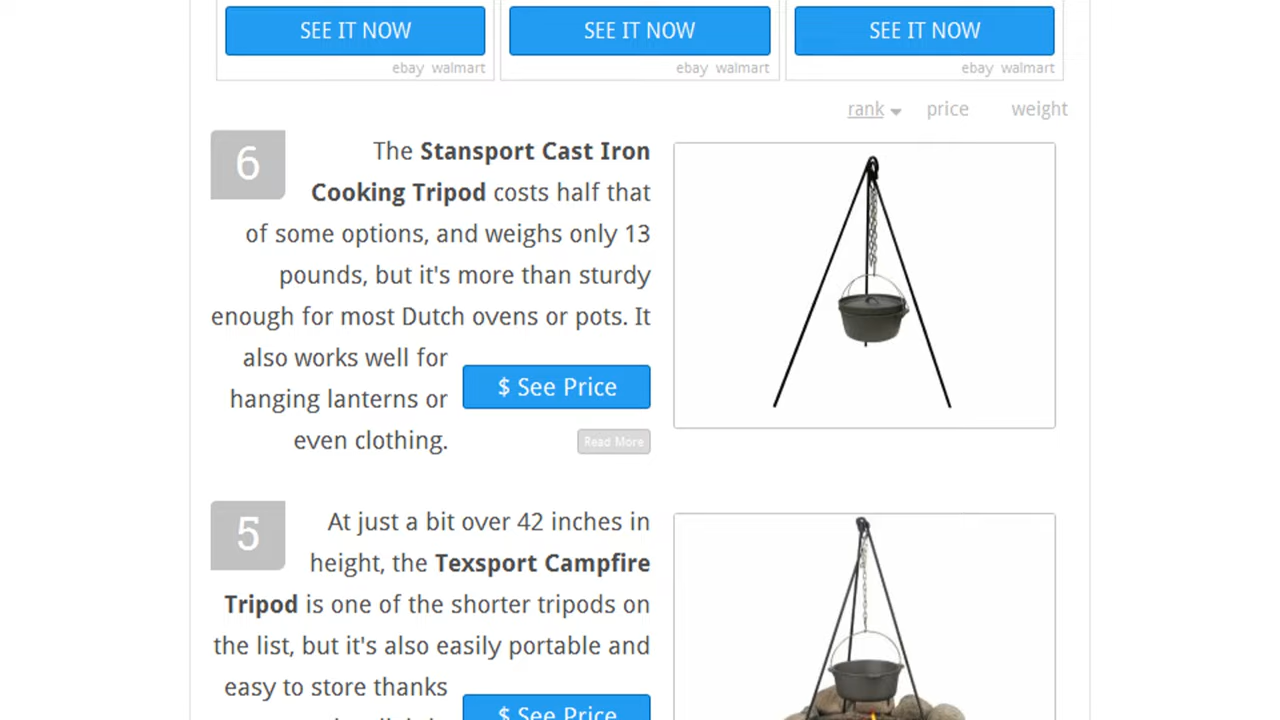 SEE IT NOW SEE IT NOW SEE IT NOW
ebay walmart ebay walmart ebay walmart
rank price weight
6
The Stansport Cast Iron
Cooking Tripod costs half that
of some options, and weighs only 13
pounds, but it's more than sturdy
enough for most Dutch ovens or pots. It
also works well for
hanging lanterns or
even clothing.
$ See Price
Read More
5
At just a bit over 42 inches in
height, the Texsport Campfire
Tripod is one of the shorter tripods on
the list, but it's also easily portable and
easy to store thanks
$ See Price